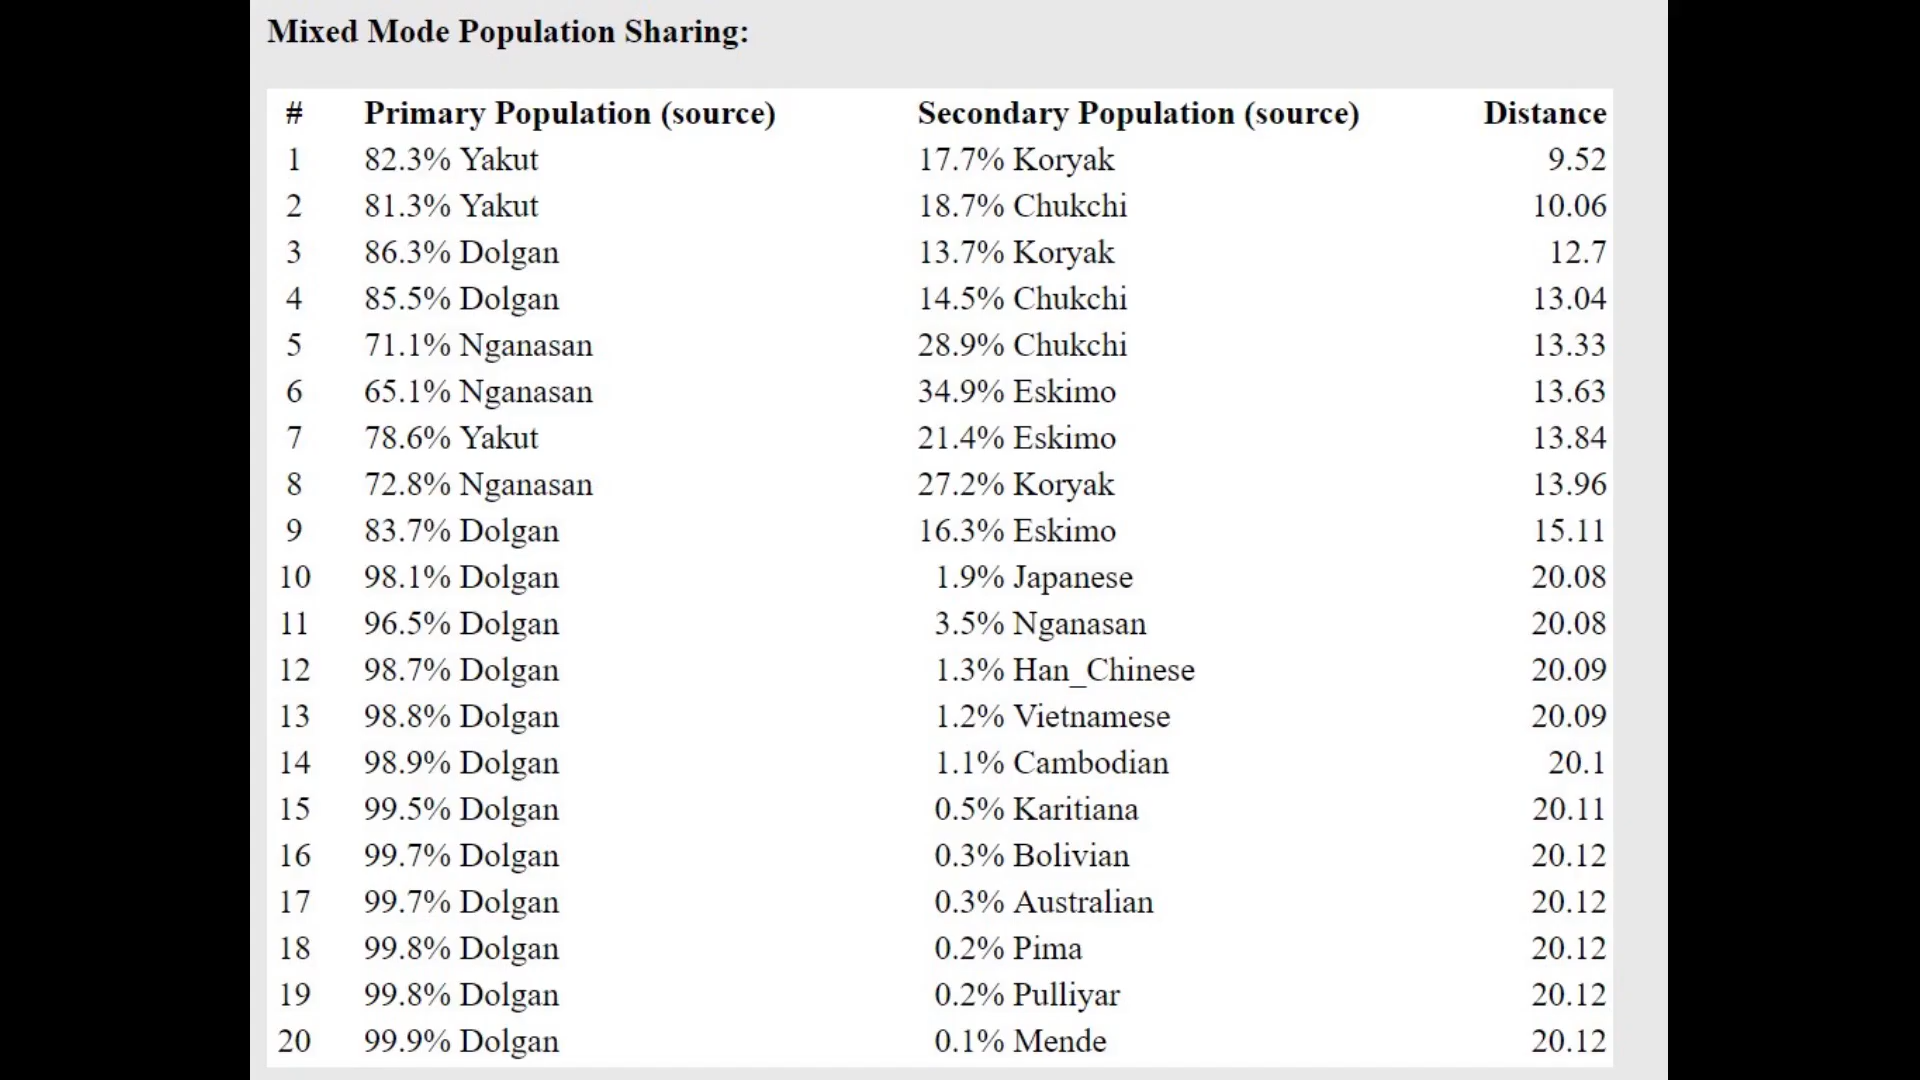 Mixed Mode Population Sharing:
# Primary Population (source) Secondary Population (source) Distance
1 82.3% Yakut 17.7% Koryak 9.52
2 81.3% Yakut 18.7% Chukchi 10.06
3 86.3% Dolgan 13.7% Koryak 12.7
4 85.5% Dolgan 14.5% Chukchi 13.04
5 71.1% Nganasan 28.9% Chukchi 13.33
6 65.1% Nganasan 34.9% Eskimo 13.63
7 78.6% Yakut 21.4% Eskimo 13.84
8 72.8% Nganasan 27.2% Koryak 13.96
9 83.7% Dolgan 16.3% Eskimo 15.11
10 98.1% Dolgan 1.9% Japanese 20.08
11 96.5% Dolgan 3.5% Nganasan 20.08
12 98.7% Dolgan 1.3% Han_Chinese 20.09
13 98.8% Dolgan 1.2% Vietnamese 20.09
14 98.9% Dolgan 1.1% Cambodian 20.1
15 99.5% Dolgan 0.5% Karitiana 20.11
16 99.7% Dolgan 0.3% Bolivian 20.12
17 99.7% Dolgan 0.3% Australian 20.12
18 99.8% Dolgan 0.2% Pima 20.12
19 99.8% Dolgan 0.2% Pulliyar 20.12
20 99.9% Dolgan 0.1% Mende 20.12